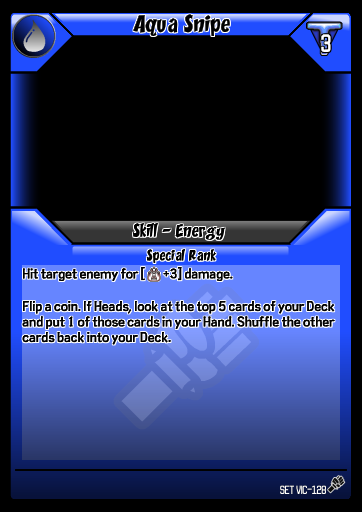 Aqua Snipe
3
Skill - Energy
Special Rank
Hit target enemy for [ +3] damage.
Flip a coin. If Heads, look at the top 5 cards of your Deck
and put 1 of those cards in your Hand. Shuffle the other
cards back into your Deck.
SET VIC-128